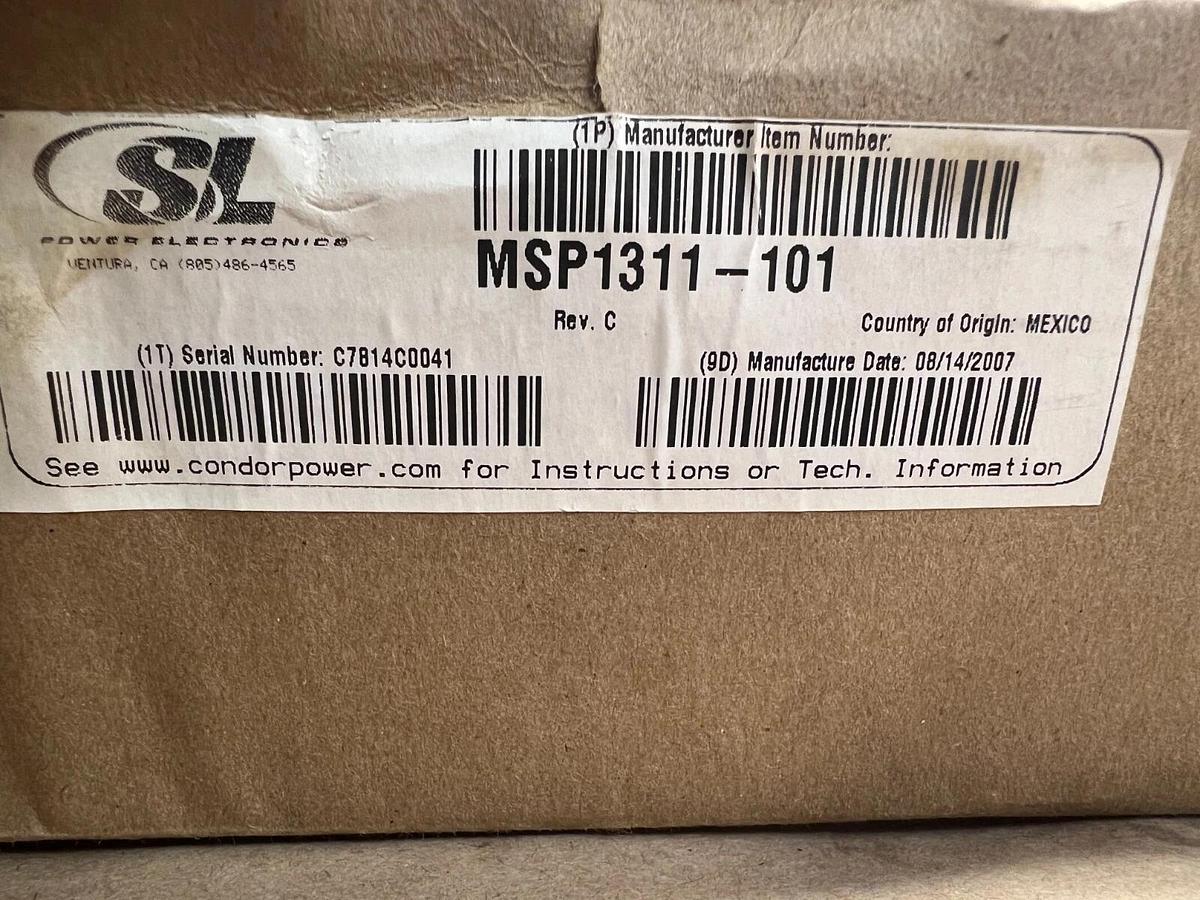 SL
POWER ELECTRONICS
VENTURA, CA (805)486-4565
(1P) Manufacturer Item Number:
MSP1311-101
Rev. C
Country of Origin: MEXICO
(1T) Serial Number: C7814C0041
(9D) Manufacture Date: 08/14/2007
See www.condorpower.com for Instructions or Tech. Information